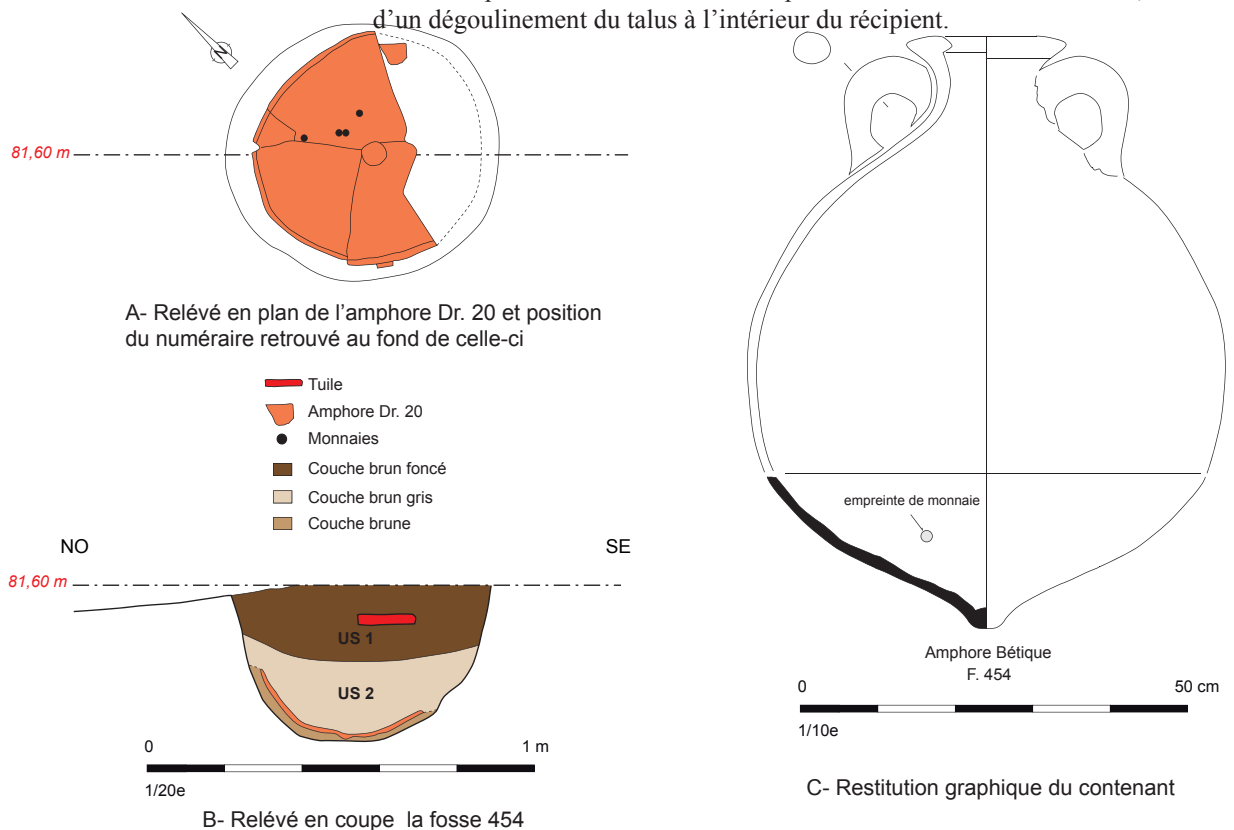 d’un dégoulinement du talus à l’intérieur du récipient.
N
81,60 m
A- Relévé en plan de l’amphore Dr. 20 et position
du numéraire retrouvé au fond de celle-ci
Tuile
Amphore Dr. 20
Monnaies
Couche brun foncé
Couche brun gris
Couche brune
NO
SE
81,60 m
US 1
US 2
0
1 m
1/20e
B- Relévé en coupe la fosse 454
empreinte de monnaie
Amphore Bétique
F. 454
0
50 cm
1/10e
C- Restitution graphique du contenant